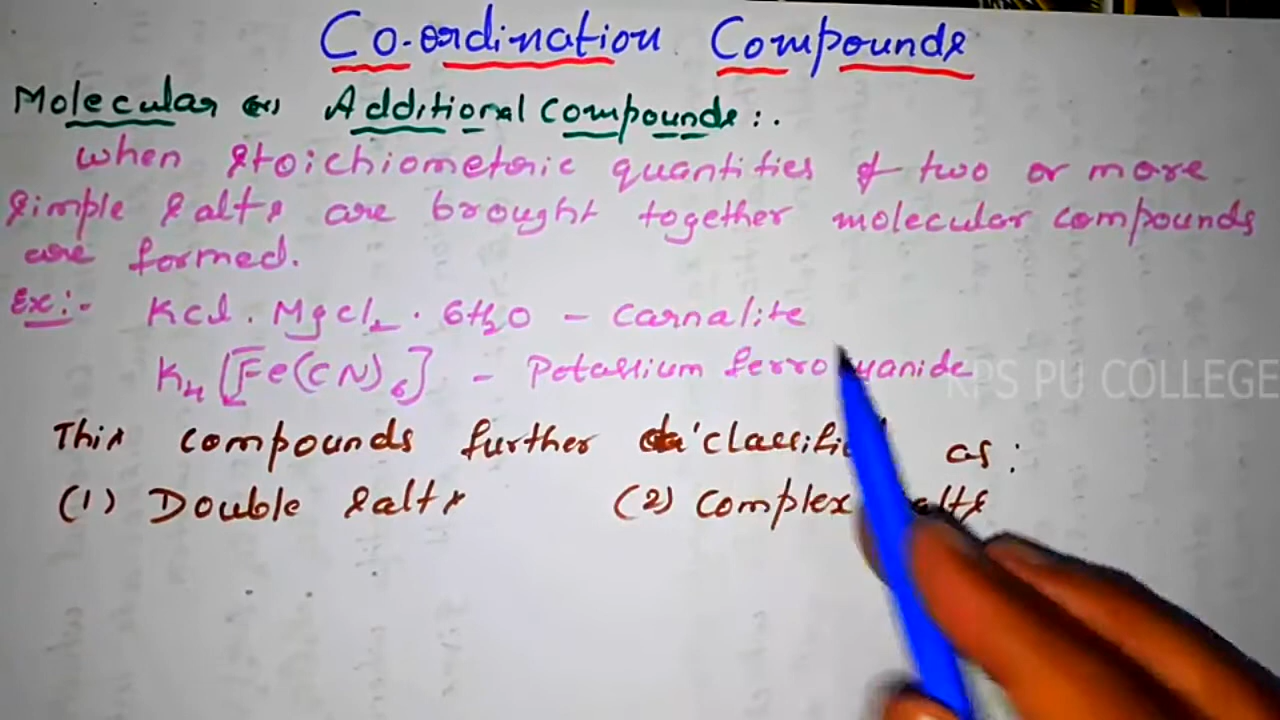 Co-ordination Compounds
Molecular (or) Additional Compounds:.
When stoichiometric quantities of two or more
simple salts are brought together molecular compounds
are formed.
Ex:- KCl . MgCl₂ . 6H₂O - Carnalite
K₄[Fe(CN)₆] - Potassium ferrocyanide
KPS PU COLLEGE
This compounds further classified as:
(1) Double salts (2) Complex salts